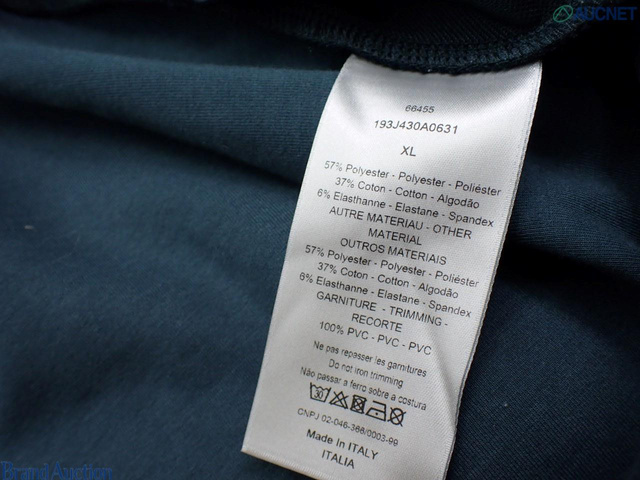 AUCNET
66455
193J430A0631
XL
57% Polyester - Polyester - Poliéster
37% Coton - Cotton - Algodão
6% Elasthanne - Elastane - Spandex
AUTRE MATERIAU - OTHER
MATERIAL
OUTROS MATERIAIS
57% Polyester - Polyester - Poliéster
37% Coton - Cotton - Algodão
6% Elasthanne - Elastane - Spandex
GARNITURE - TRIMMING -
RECORTE
100% PVC - PVC - PVC
Ne pas repasser les garnitures
Do not iron trimming
Não passar a ferro sobre a costura
30
CNPJ 02-046-366/0003-99
Made in ITALY
ITALIA
Brand Auction